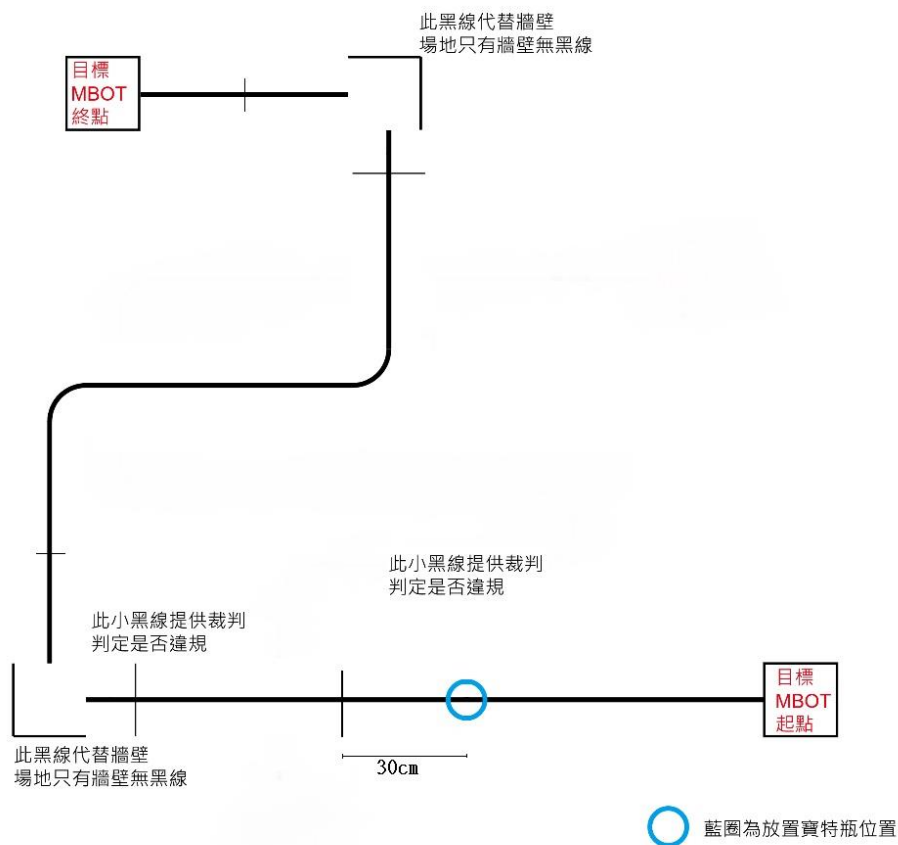 此黑線代替牆壁
場地只有牆壁無黑線
目標
MBOT
終點
此小黑線提供裁判
判定是否違規
此小黑線提供裁判
判定是否違規
目標
MBOT
起點
30cm
此黑線代替牆壁
場地只有牆壁無黑線
藍圈為放置寶特瓶位置